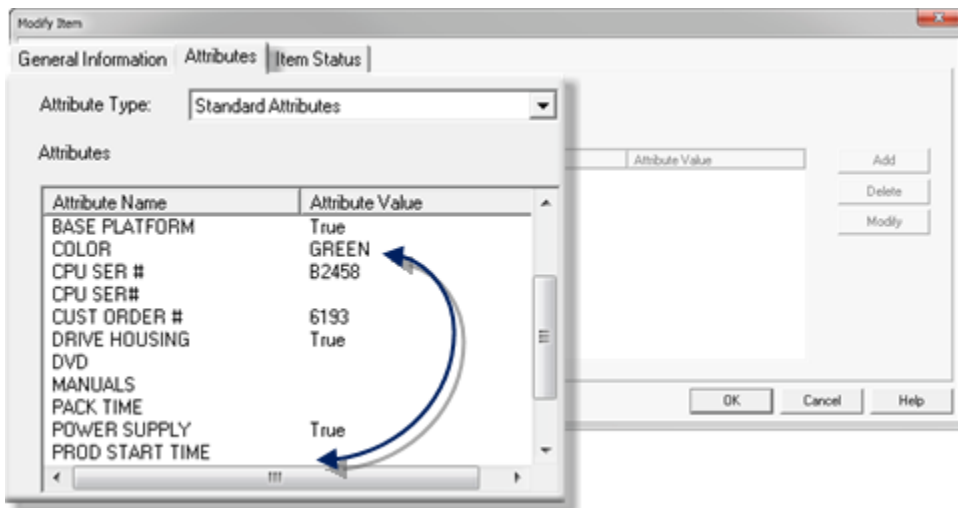 Modify Item
General Information Attributes Item Status
Attribute Type: Standard Attributes
Attributes
Attribute Name Attribute Value
BASE PLATFORM True
COLOR GREEN
CPU SER # B2458
CPU SER#
CUST ORDER # 6193
DRIVE HOUSING True
DVD
MANUALS
PACK TIME
POWER SUPPLY True
PROD START TIME
Attribute Value
Add
Delete
Modify
OK Cancel Help